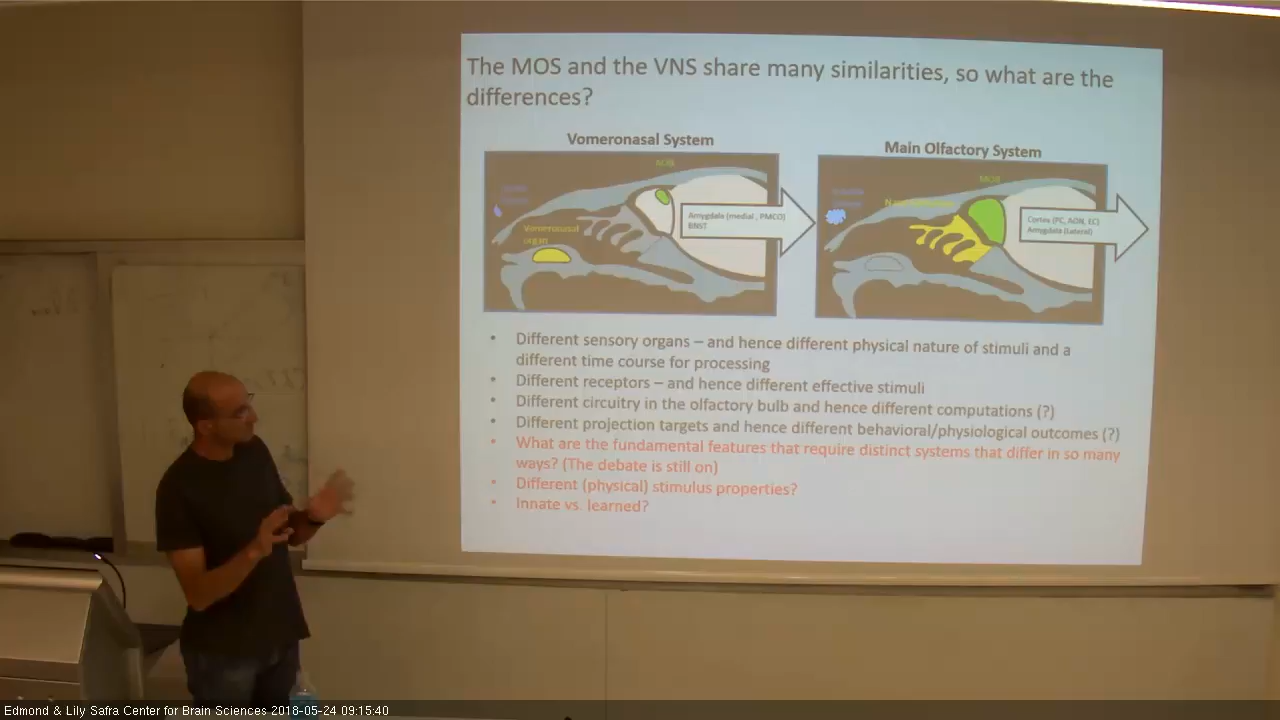 The MOS and the VNS share many similarities, so what are the
differences?
Vomeronasal System
Main Olfactory System
AOB
MOB
Vomeronasal
organ
Amygdala (medial , PMCO)
BNST
Cortex (PC, AON, EC)
Amygdala (Lateral)
• Different sensory organs – and hence different physical nature of stimuli and a
different time course for processing
• Different receptors – and hence different effective stimuli
• Different circuitry in the olfactory bulb and hence different computations (?)
• Different projection targets and hence different behavioral/physiological outcomes (?)
• What are the fundamental features that require distinct systems that differ in so many
ways? (The debate is still on)
• Different (physical) stimulus properties?
• Innate vs. learned?
Edmond & Lily Safra Center for Brain Sciences 2018-05-24 09:15:40